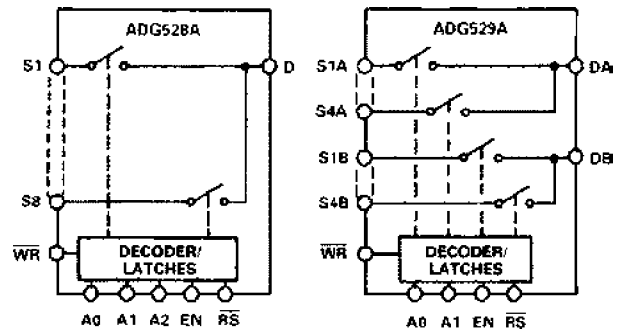 ADG528A
S1
D
S8
WR
DECODER/
LATCHES
A0 A1 A2 EN RS
ADG529A
S1A
DA
S4A
S1B
DB
S4B
WR
DECODER/
LATCHES
A0 A1 EN RS